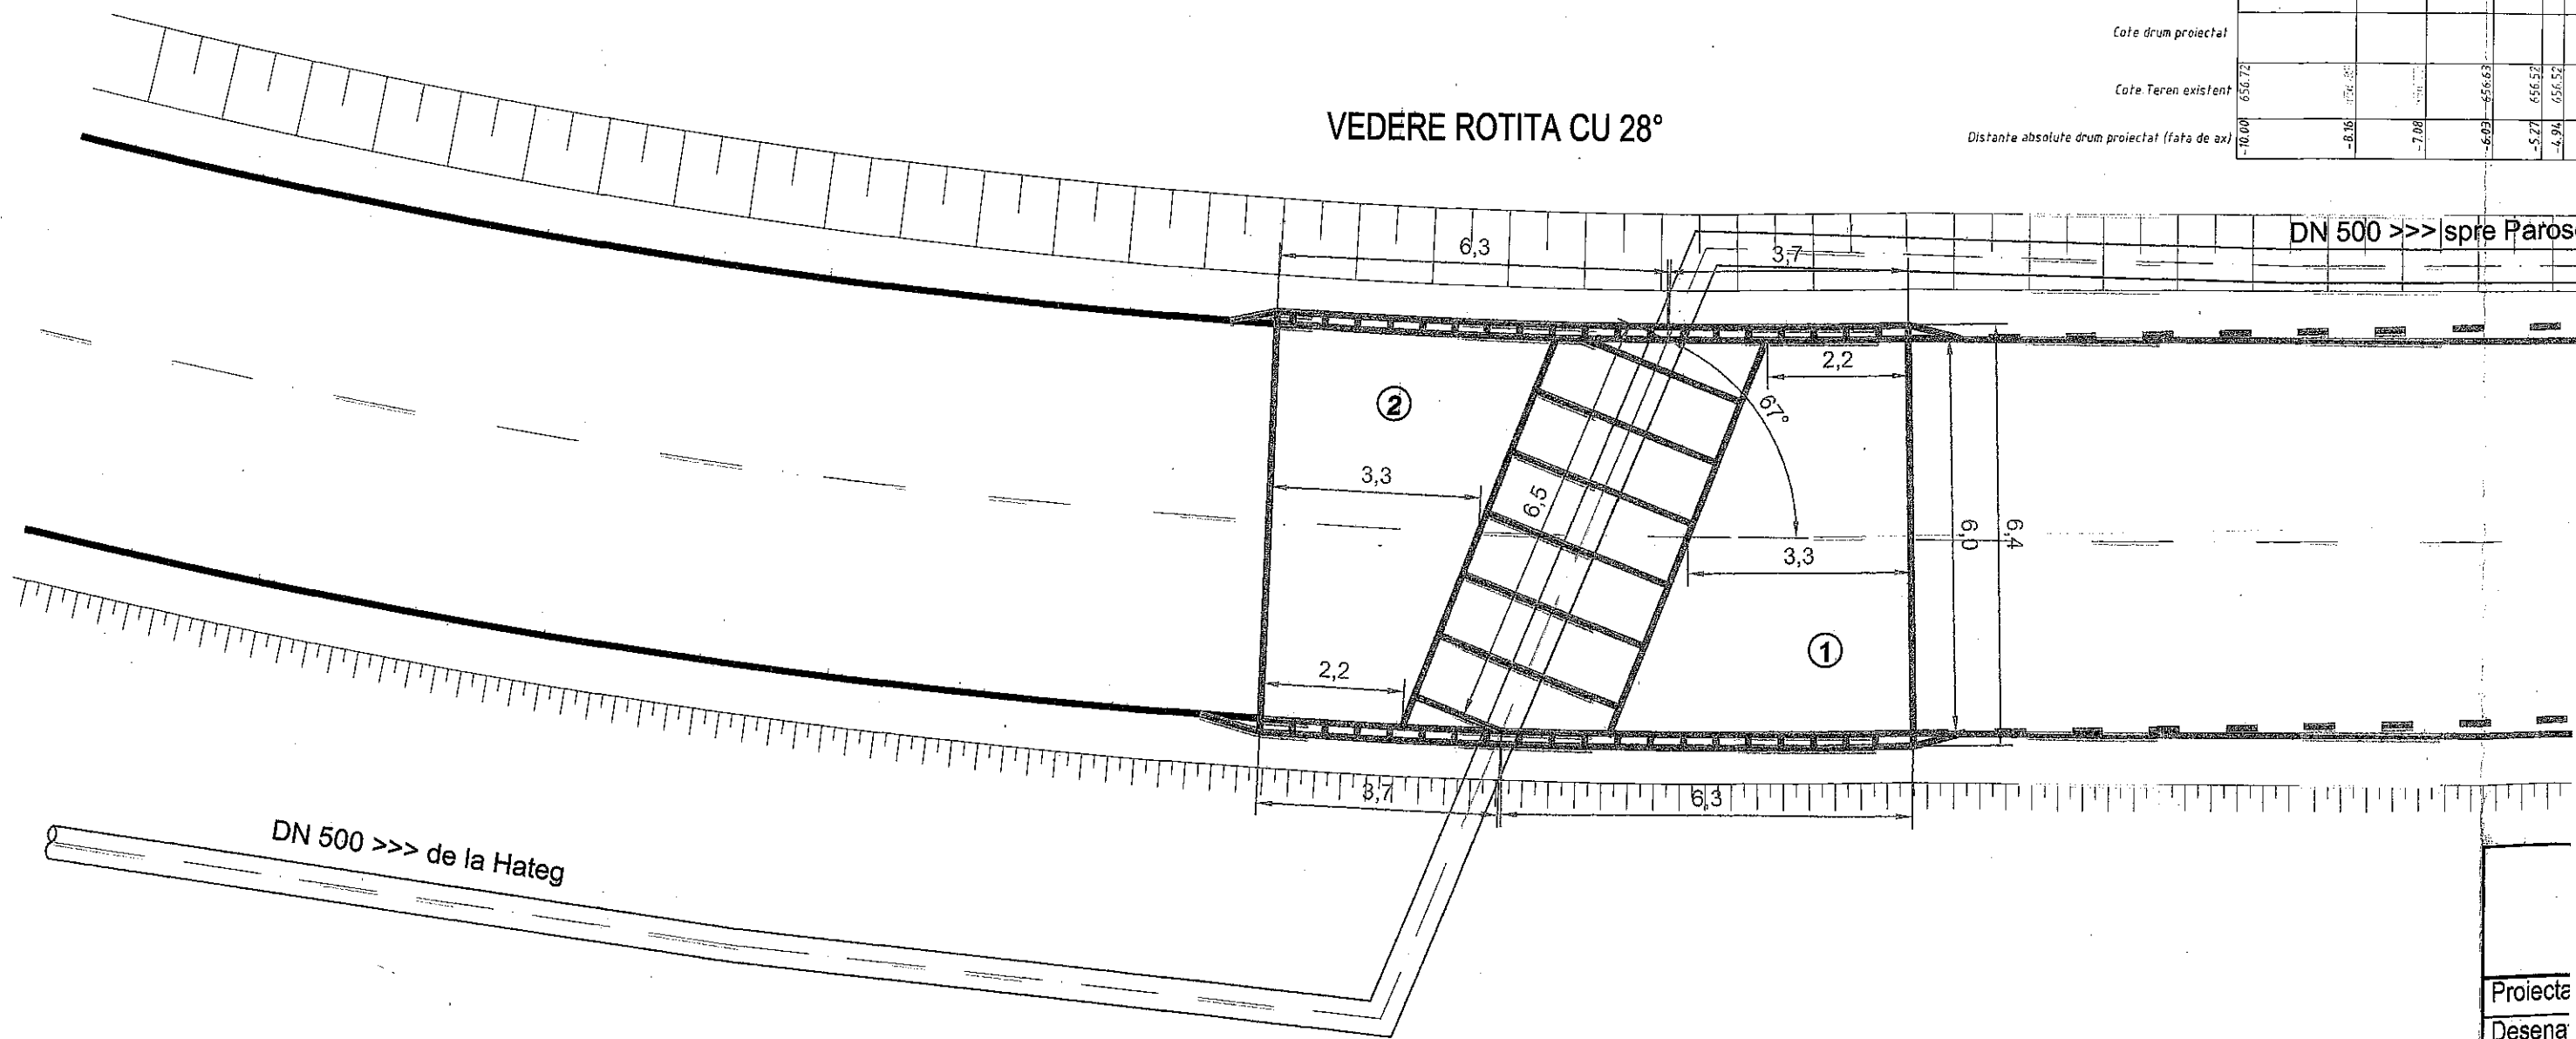 Cote drum proiectat
Cote Teren existent 656.72 656.63 656.52 656.52
Distante absolute drum proiectat (fata de ax) -10.00 -8.16 -7.08 -6.03 -5.27 -4.94
VEDERE ROTITA CU 28°
DN 500 >>> spre
6,3
3,7
2,2
67°
2
3,3
6,5
3,3
6,0
6,4
1
2,2
3,7
6,3
DN 500 >>> de la Hateg
Proiecta
Desena